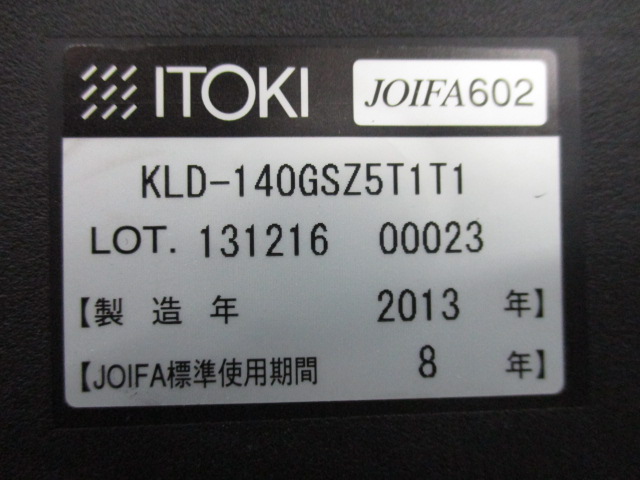 ITOKI JOIFA602
KLD-140GSZ5T1T1
LOT. 131216 00023
【製造年 2013 年】
【JOIFA標準使用期間 8 年】